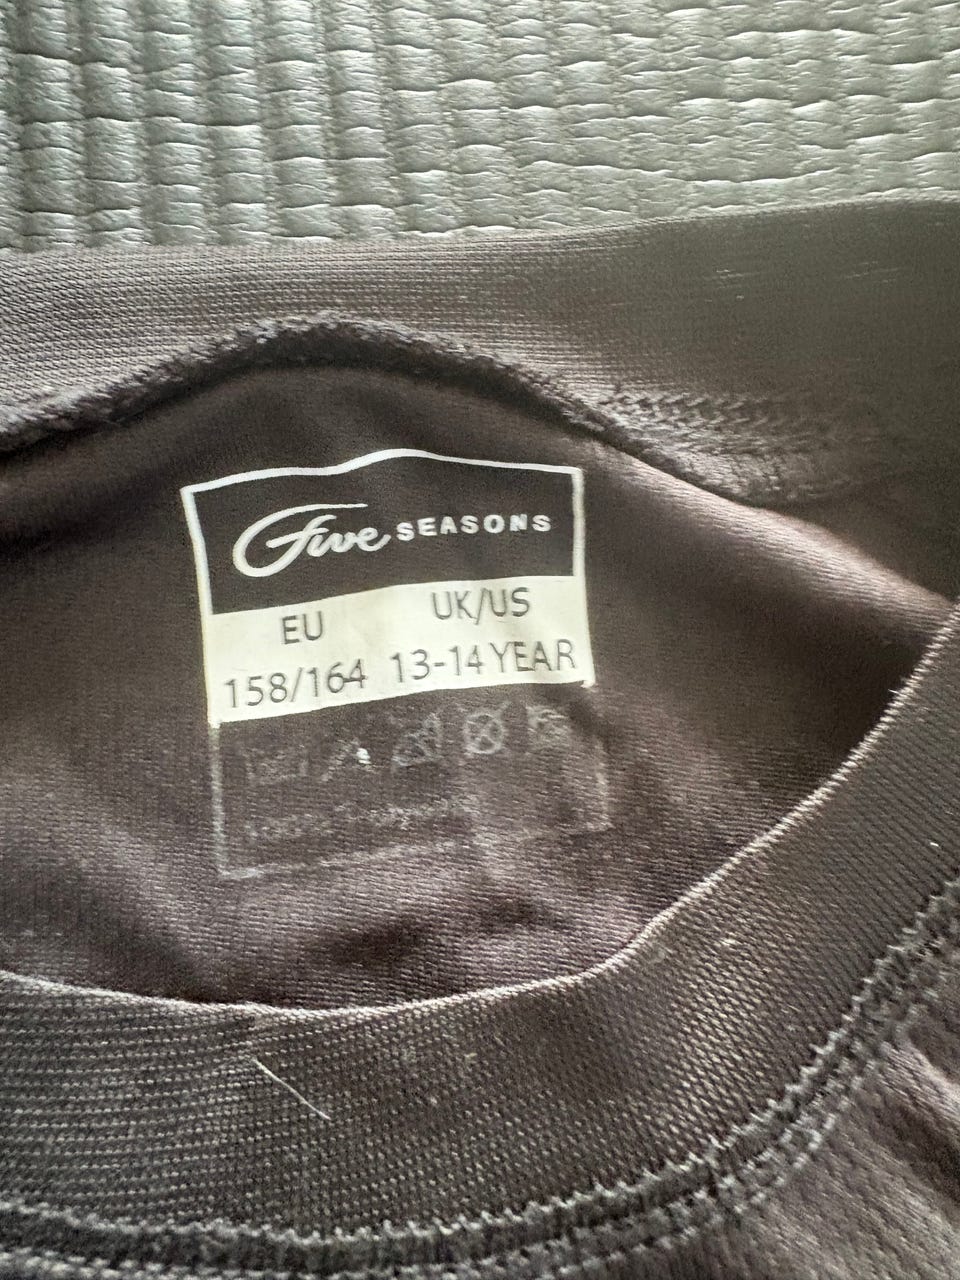 Five SEASONS
EU UK/US
158/164 13-14 YEAR